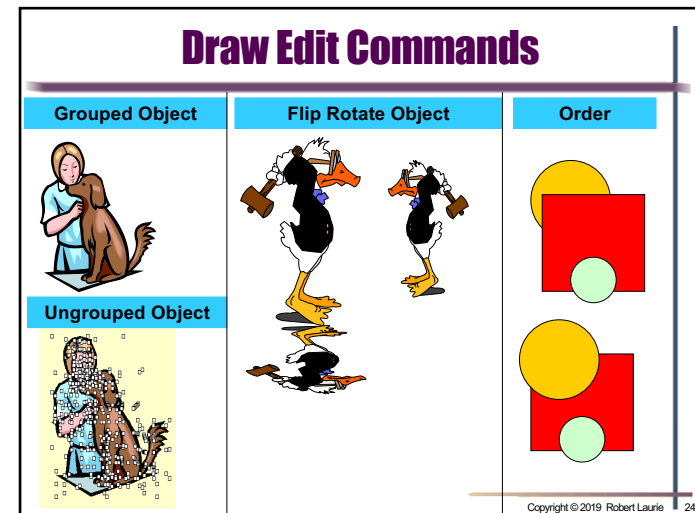 Draw Edit Commands
Grouped Object
Flip Rotate Object
Order
Ungrouped Object
Copyright © 2019 Robert Laurie 24